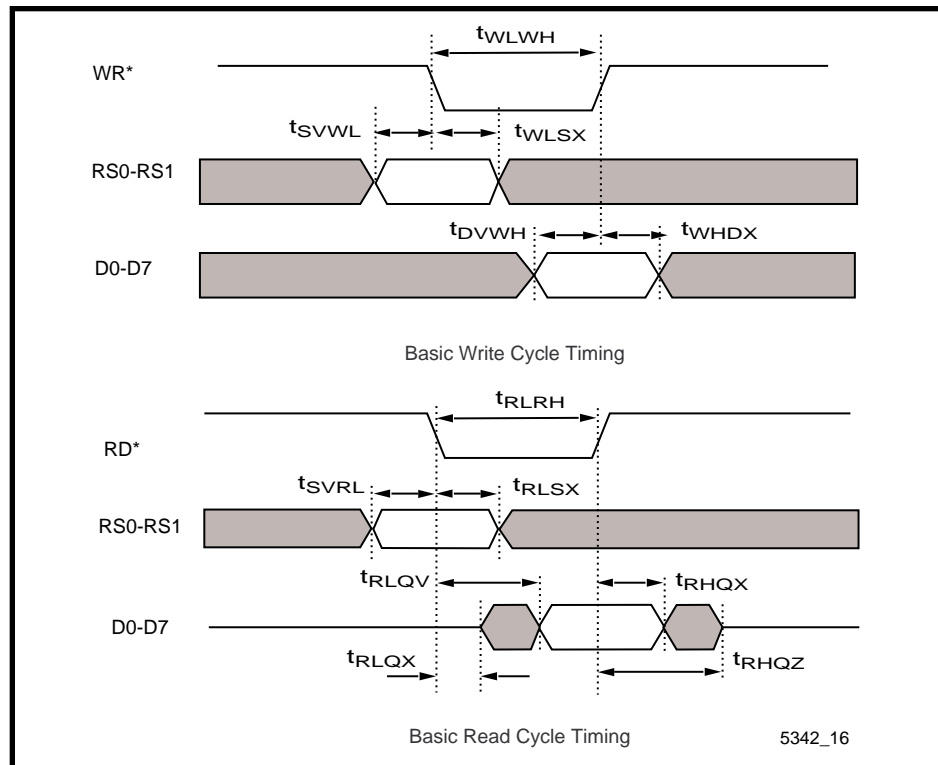 tWLWH
WR*
tSVWL
tWLSX
RS0-RS1
tDVWH
tWHDX
D0-D7
Basic Write Cycle Timing
tRLRH
RD*
tSVRL
tRLSX
RS0-RS1
tRLQV
tRHQX
D0-D7
tRLQX
tRHQZ
Basic Read Cycle Timing
5342_16